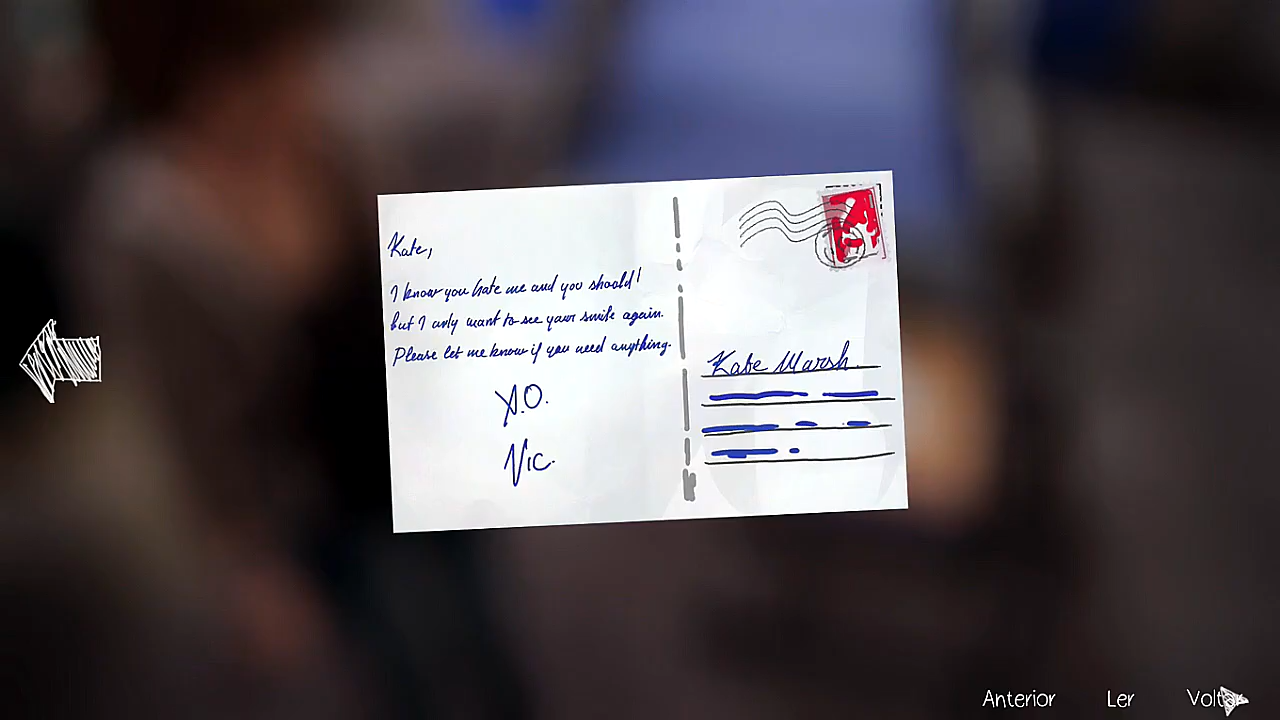 Kate,
I know you hate me and you should!
but I only want to see your smile again.
Please let me know if you need anything.
X.O.
Vic.
Kate Marsh.
Anterior Ler Voltar